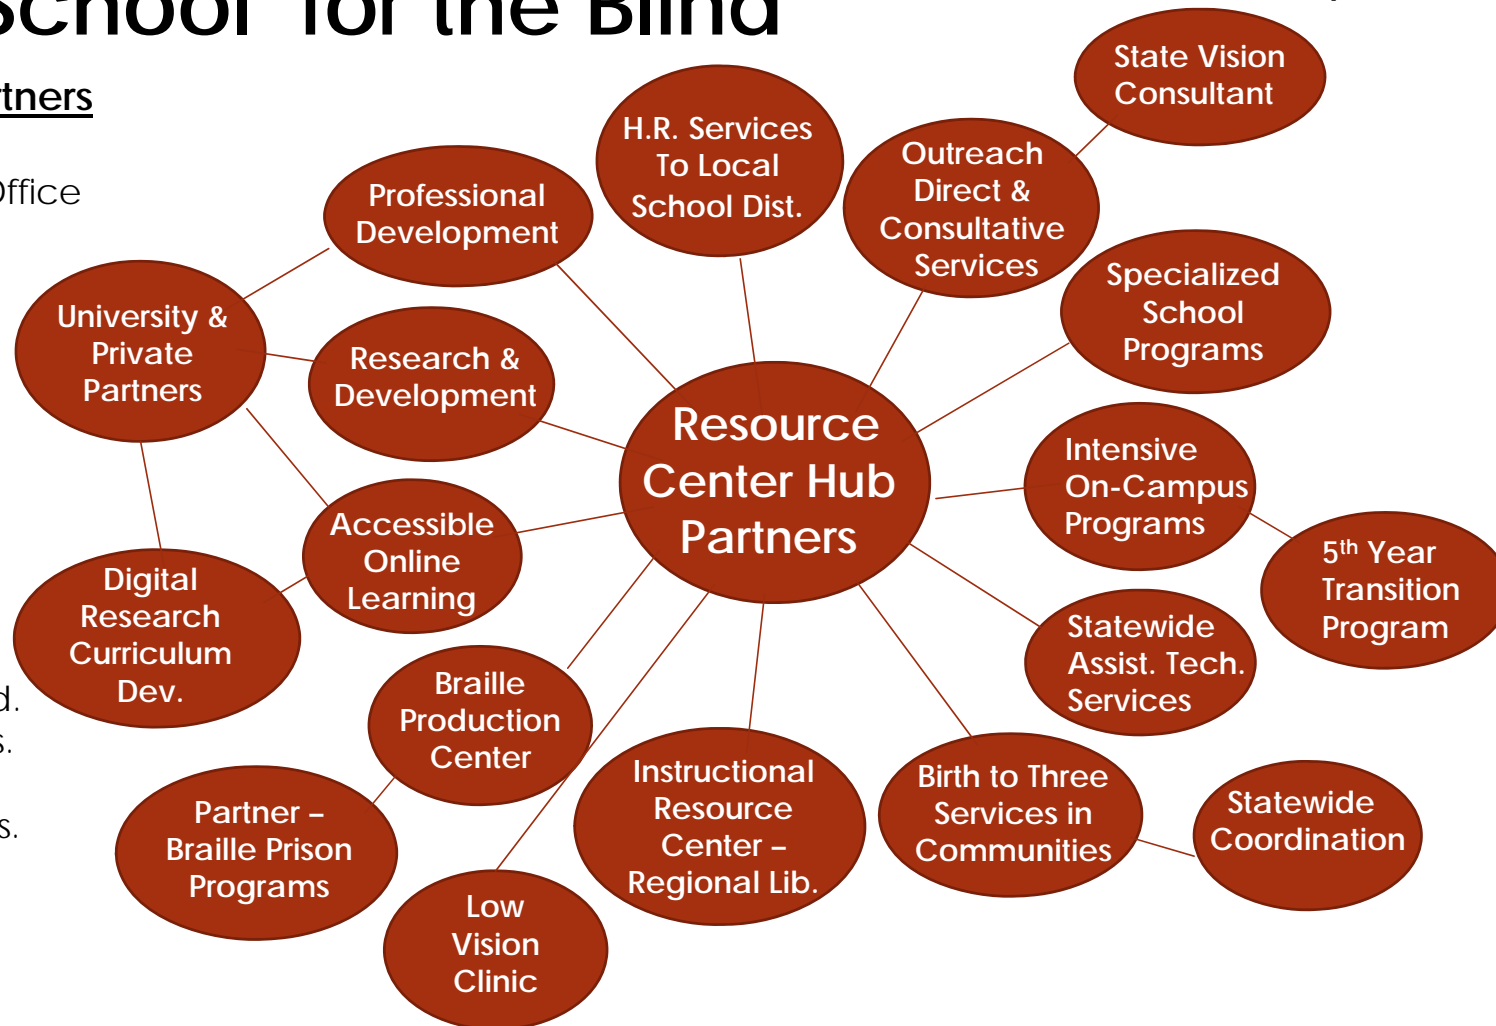 School for the Blind
rtners
Office
d.
s.
s.
State Vision
Consultant
H.R. Services
To Local
School Dist.
Outreach
Direct &
Consultative
Services
Professional
Development
Specialized
School
Programs
University &
Private
Partners
Research &
Development
Resource
Center Hub
Partners
Intensive
On-Campus
Programs
5th Year
Transition
Program
Accessible
Online
Learning
Digital
Research
Curriculum
Dev.
Statewide
Assist. Tech.
Services
Braille
Production
Center
Instructional
Resource
Center –
Regional Lib.
Birth to Three
Services in
Communities
Statewide
Coordination
Partner –
Braille Prison
Programs
Low
Vision
Clinic